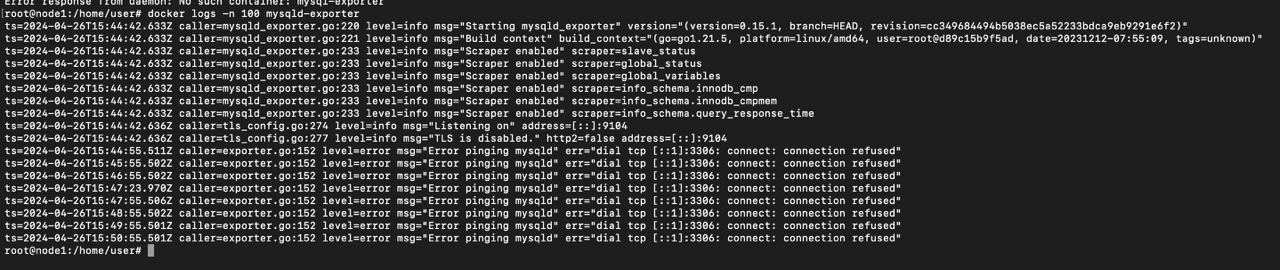 Error response from daemon: No such container: mysql-exporter
[root@node1:/home/user# docker logs -n 100 mysqld-exporter
ts=2024-04-26T15:44:42.633Z caller=mysqld_exporter.go:220 level=info msg="Starting mysqld_exporter" version="(version=0.15.1, branch=HEAD, revision=cc349684494b5038ec5a52233bdca9eb9291e6f2)"
ts=2024-04-26T15:44:42.633Z caller=mysqld_exporter.go:221 level=info msg="Build context" build_context="(go=go1.21.5, platform=linux/amd64, user=root@d89c15b9f5ad, date=20231212-07:55:09, tags=unknown)"
ts=2024-04-26T15:44:42.633Z caller=mysqld_exporter.go:233 level=info msg="Scraper enabled" scraper=slave_status
ts=2024-04-26T15:44:42.633Z caller=mysqld_exporter.go:233 level=info msg="Scraper enabled" scraper=global_status
ts=2024-04-26T15:44:42.633Z caller=mysqld_exporter.go:233 level=info msg="Scraper enabled" scraper=global_variables
ts=2024-04-26T15:44:42.633Z caller=mysqld_exporter.go:233 level=info msg="Scraper enabled" scraper=info_schema.innodb_cmp
ts=2024-04-26T15:44:42.633Z caller=mysqld_exporter.go:233 level=info msg="Scraper enabled" scraper=info_schema.innodb_cmpmem
ts=2024-04-26T15:44:42.633Z caller=mysqld_exporter.go:233 level=info msg="Scraper enabled" scraper=info_schema.query_response_time
ts=2024-04-26T15:44:42.636Z caller=tls_config.go:274 level=info msg="Listening on" address=[::]:9104
ts=2024-04-26T15:44:42.636Z caller=tls_config.go:277 level=info msg="TLS is disabled." http2=false address=[::]:9104
ts=2024-04-26T15:44:55.511Z caller=exporter.go:152 level=error msg="Error pinging mysqld" err="dial tcp [::1]:3306: connect: connection refused"
ts=2024-04-26T15:45:55.502Z caller=exporter.go:152 level=error msg="Error pinging mysqld" err="dial tcp [::1]:3306: connect: connection refused"
ts=2024-04-26T15:46:55.502Z caller=exporter.go:152 level=error msg="Error pinging mysqld" err="dial tcp [::1]:3306: connect: connection refused"
ts=2024-04-26T15:47:23.970Z caller=exporter.go:152 level=error msg="Error pinging mysqld" err="dial tcp [::1]:3306: connect: connection refused"
ts=2024-04-26T15:47:55.506Z caller=exporter.go:152 level=error msg="Error pinging mysqld" err="dial tcp [::1]:3306: connect: connection refused"
ts=2024-04-26T15:48:55.502Z caller=exporter.go:152 level=error msg="Error pinging mysqld" err="dial tcp [::1]:3306: connect: connection refused"
ts=2024-04-26T15:49:55.501Z caller=exporter.go:152 level=error msg="Error pinging mysqld" err="dial tcp [::1]:3306: connect: connection refused"
ts=2024-04-26T15:50:55.501Z caller=exporter.go:152 level=error msg="Error pinging mysqld" err="dial tcp [::1]:3306: connect: connection refused"
root@node1:/home/user#